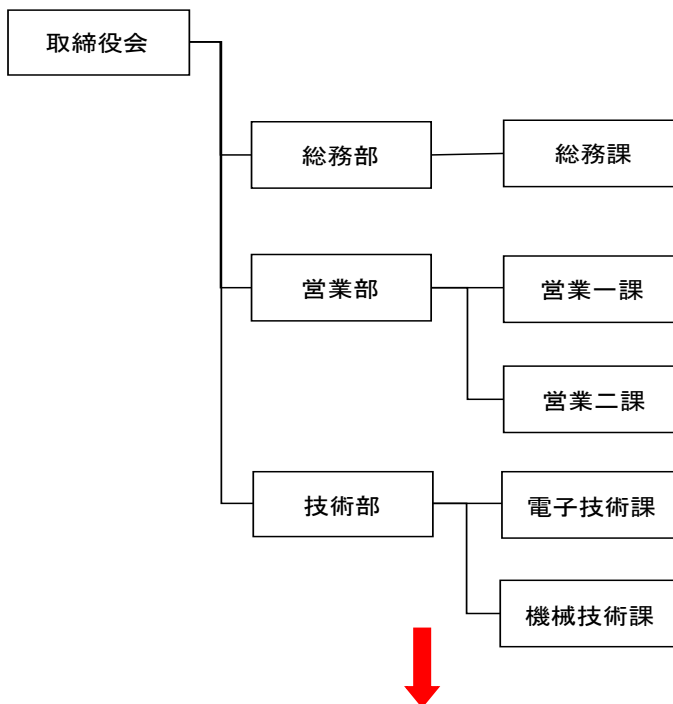 取締役会
総務部
総務課
営業部
営業一課
営業二課
技術部
電子技術課
機械技術課